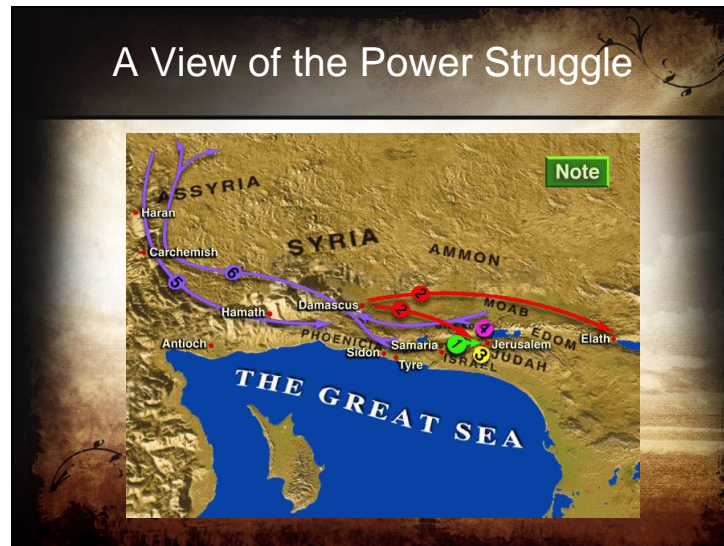 A View of the Power Struggle
Note
ASSYRIA
Haran
SYRIA
AMMON
Carchemish
6
5
2
MOAB
Hamath
Damascus
2
4
EDOM
Elath
Antioch
PHOENICIA
Samaria
1
Jerusalem
Sidon
3
JUDAH
Tyre
ISRAEL
THE GREAT SEA